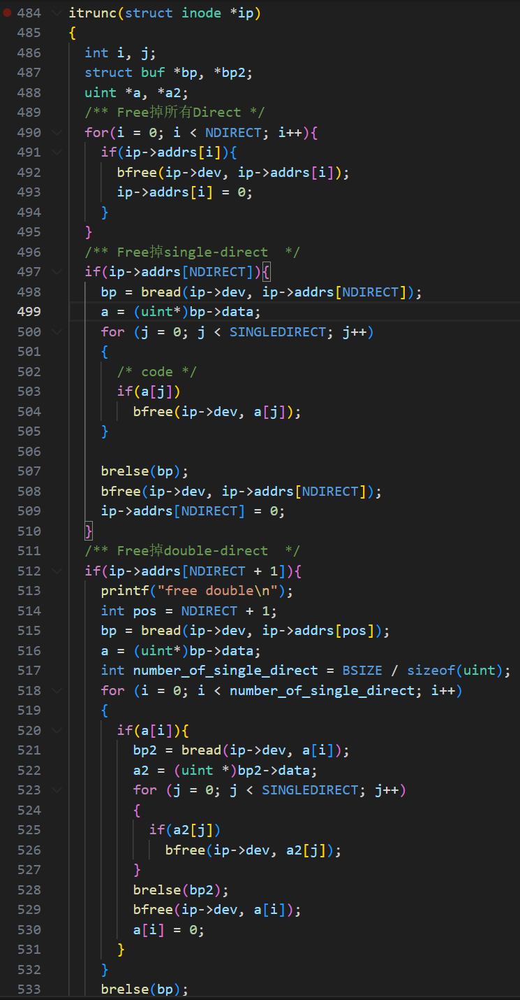 484 itrunc(struct inode *ip)
485 {
486   int i, j;
487   struct buf *bp, *bp2;
488   uint *a, *a2;
489   /** Free掉所有Direct */
490   for(i = 0; i < NDIRECT; i++){
491     if(ip->addrs[i]){
492       bfree(ip->dev, ip->addrs[i]);
493       ip->addrs[i] = 0;
494     }
495   }
496   /** Free掉single-direct  */
497   if(ip->addrs[NDIRECT]){
498     bp = bread(ip->dev, ip->addrs[NDIRECT]);
499     a = (uint*)bp->data;
500     for (j = 0; j < SINGLEDIRECT; j++)
501     {
502       /* code */
503       if(a[j])
504         bfree(ip->dev, a[j]);
505     }
506
507     brelse(bp);
508     bfree(ip->dev, ip->addrs[NDIRECT]);
509     ip->addrs[NDIRECT] = 0;
510   }
511   /** Free掉double-direct  */
512   if(ip->addrs[NDIRECT + 1]){
513     printf("free double\n");
514     int pos = NDIRECT + 1;
515     bp = bread(ip->dev, ip->addrs[pos]);
516     a = (uint*)bp->data;
517     int number_of_single_direct = BSIZE / sizeof(uint);
518     for (i = 0; i < number_of_single_direct; i++)
519     {
520       if(a[i]){
521         bp2 = bread(ip->dev, a[i]);
522         a2 = (uint *)bp2->data;
523         for (j = 0; j < SINGLEDIRECT; j++)
524         {
525           if(a2[j])
526             bfree(ip->dev, a2[j]);
527         }
528         brelse(bp2);
529         bfree(ip->dev, a[i]);
530         a[i] = 0;
531       }
532     }
533     brelse(bp);